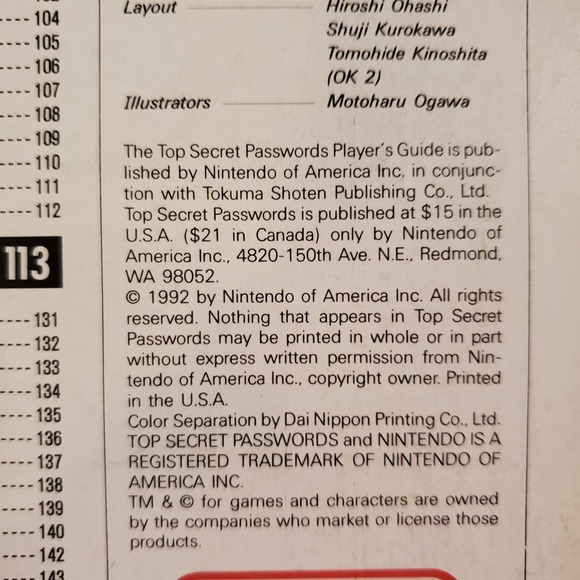 ---- 104
---- 105
---- 106
---- 107
---- 108
---- 109
---- 110
---- 111
---- 112
113
---- 131
---- 132
---- 133
---- 134
---- 135
---- 136
---- 137
---- 138
---- 139
---- 140
---- 142
---- 143
Layout Hiroshi Ohashi
Shuji Kurokawa
Tomohide Kinoshita
(OK 2)
Illustrators Motoharu Ogawa
The Top Secret Passwords Player's Guide is pub-
lished by Nintendo of America Inc. in conjunc-
tion with Tokuma Shoten Publishing Co., Ltd.
Top Secret Passwords is published at $15 in the
U.S.A. ($21 in Canada) only by Nintendo of
America Inc., 4820-150th Ave. N.E., Redmond,
WA 98052.
© 1992 by Nintendo of America Inc. All rights
reserved. Nothing that appears in Top Secret
Passwords may be printed in whole or in part
without express written permission from Nin-
tendo of America Inc., copyright owner. Printed
in the U.S.A.
Color Separation by Dai Nippon Printing Co., Ltd.
TOP SECRET PASSWORDS and NINTENDO IS A
REGISTERED TRADEMARK OF NINTENDO OF
AMERICA INC.
TM & © for games and characters are owned
by the companies who market or license those
products.